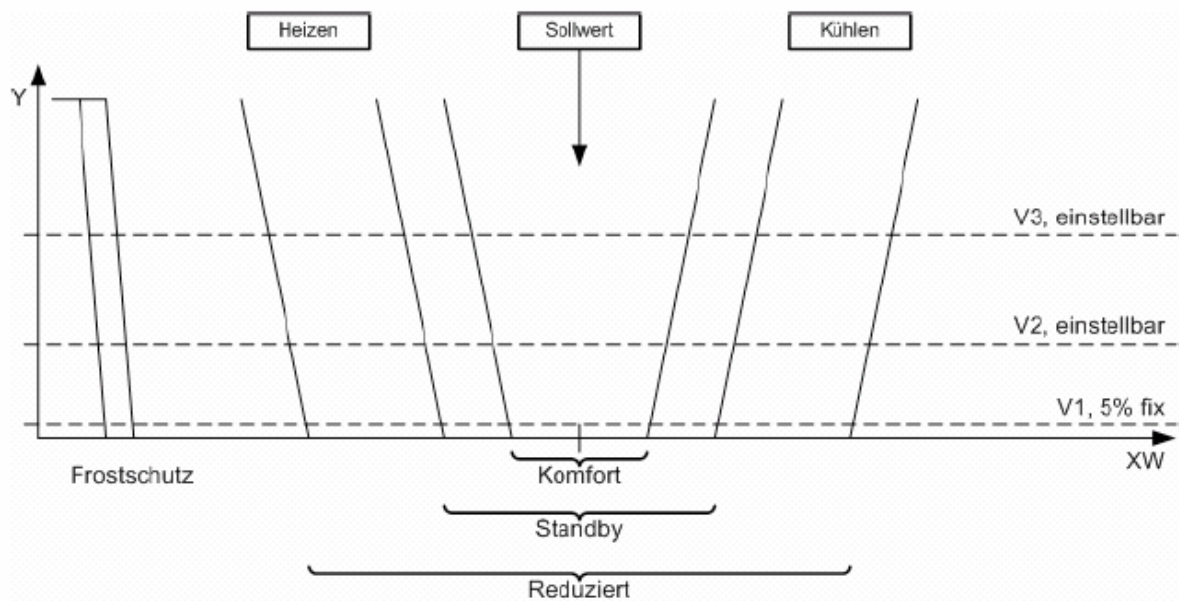 Heizen
Sollwert
Kühlen
Y
V3, einstellbar
V2, einstellbar
V1, 5% fix
XW
Frostschutz
Komfort
Standby
Reduziert